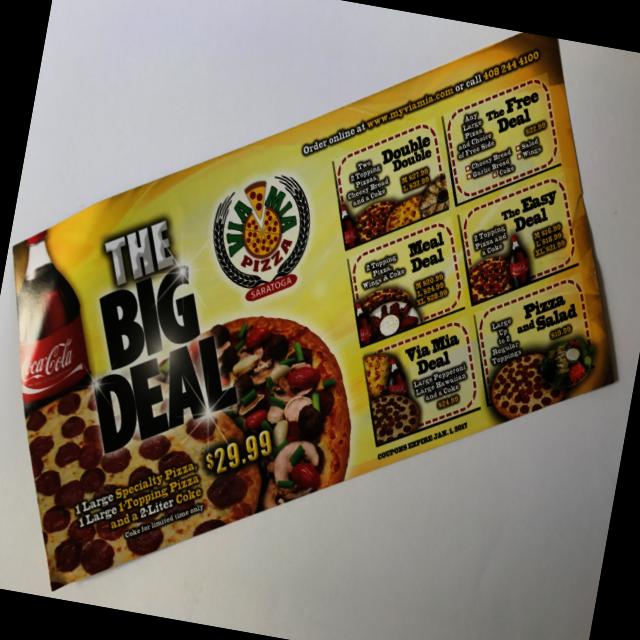 Order online at www.myviamia.com or call 408 244 4100
THE
BIG
DEAL
$29.99
1 Large Specialty Pizza,
1 Large 1-Topping Pizza
and a 2-Liter Coke
Coke for limited time only
VIA MIA
PIZZA
SARATOGA
Double
Double
Two
2 Topping
Pizzas
Cheesy Bread
and a Coke
The Free
Deal
Any
Large
Pizza
and Choice
of Free Side
Cheesy Bread
Garlic Bread
Coke
Salad
Wings
Meal
Deal
2 Topping
Pizza
Wings & Coke
The Easy
Deal
2 Topping
Pizza and
a Coke
Via Mia
Deal
Large Pepperoni
Large Hawaiian
and a Coke
Pizza
and Salad
Large
up
to 7
Regular
Toppings
COUPONS EXPIRE JAN. 1, 2017